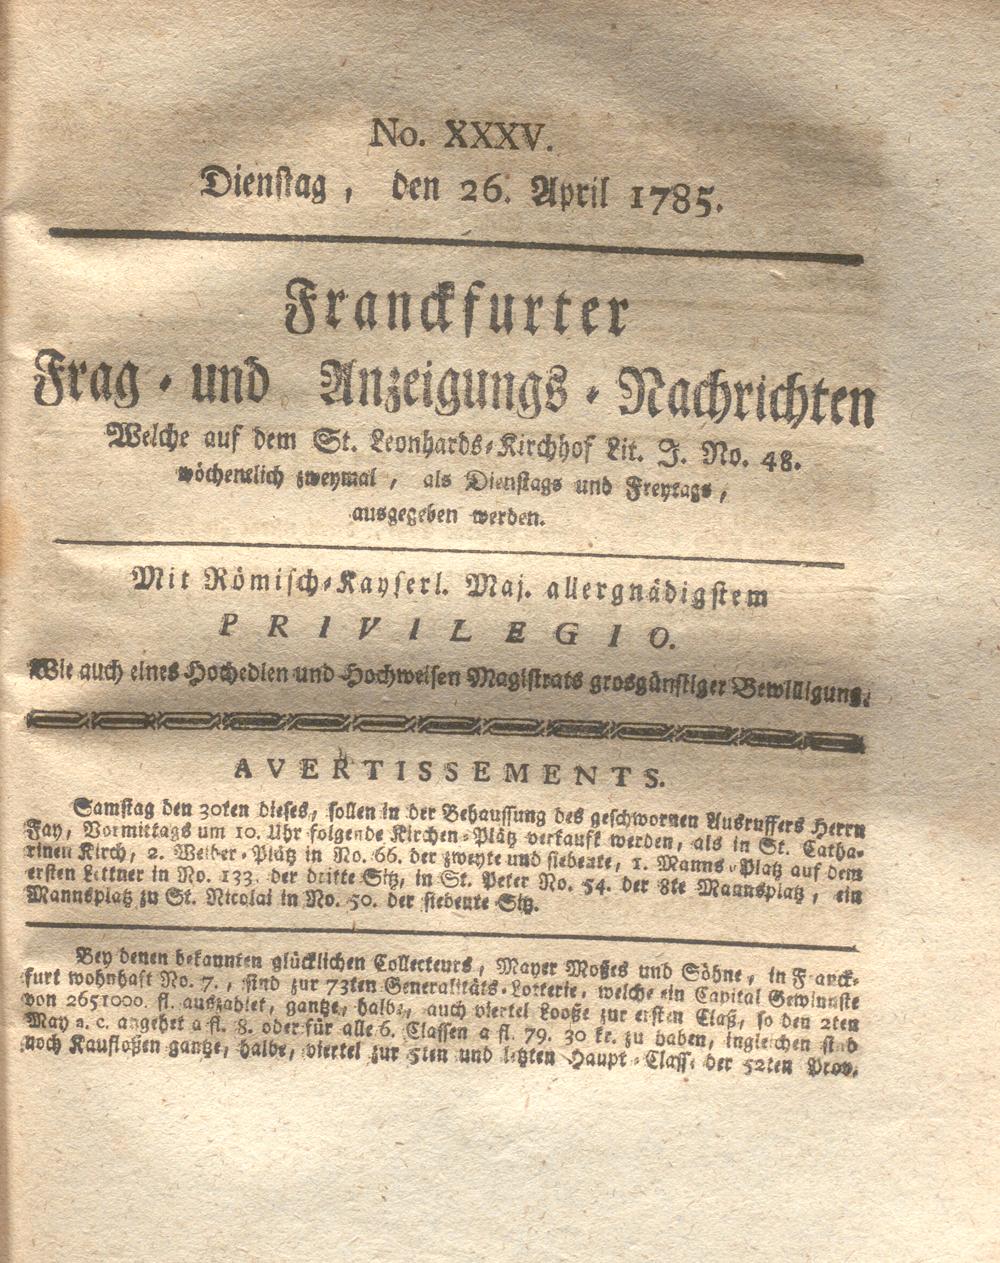 No. XXXV.
Dienstag, den 26. April 1785.
Franckfurter
Frag- und Anzeigungs-Nachrichten
Welche auf dem St. Leonhards-Kirchhof Lit. J. No. 48.
wöchentlich zweymal, als Dienstags und Freytags,
ausgegeben werden.
Mit Römisch-Kayserl. Maj. allergnädigstem
PRIVILEGIO.
Wie auch eines Hochedlen und Hochweisen Magistrats grosgünstiger Bewilligung.
AVERTISSEMENTS.
Samstag den 30ten dieses, sollen in der Behaussung des geschwornen Ausruffers Herrn
Fay, Vormittags um 10. Uhr folgende Kirchen-Plätz verkauft werden, als in St. Catha-
rinen Kirch, 2. Weiber-Plätz in No. 66. der zweyte und siebente, 1. Manns-Platz auf dem
ersten Lettner in No. 133. der dritte Sitz, in St. Peter No. 54. der 8te Mannsplatz, ein
Mannsplatz zu St. Nicolai in No. 50. der siebente Sitz.
Bey denen bekannten glücklichen Collecteurs, Mayer Moßes und Söhne, in Franck-
furt wohnhaft No. 7., sind zur 73ten Generalitäts-Lotterie, welche ein Capital Gewinnste
von 2651000. fl. auszahlet, gantze, halbe, auch viertel Looße zur ersten Claß, so den 2ten
May a. c. angehet a fl. 8. oder für alle 6. Classen a fl. 79. 30 kr. zu haben, ingleichen sind
noch Kaufloßen gantze, halbe, viertel zur 5ten und letzten Haupt-Class. der 52ten Prov.